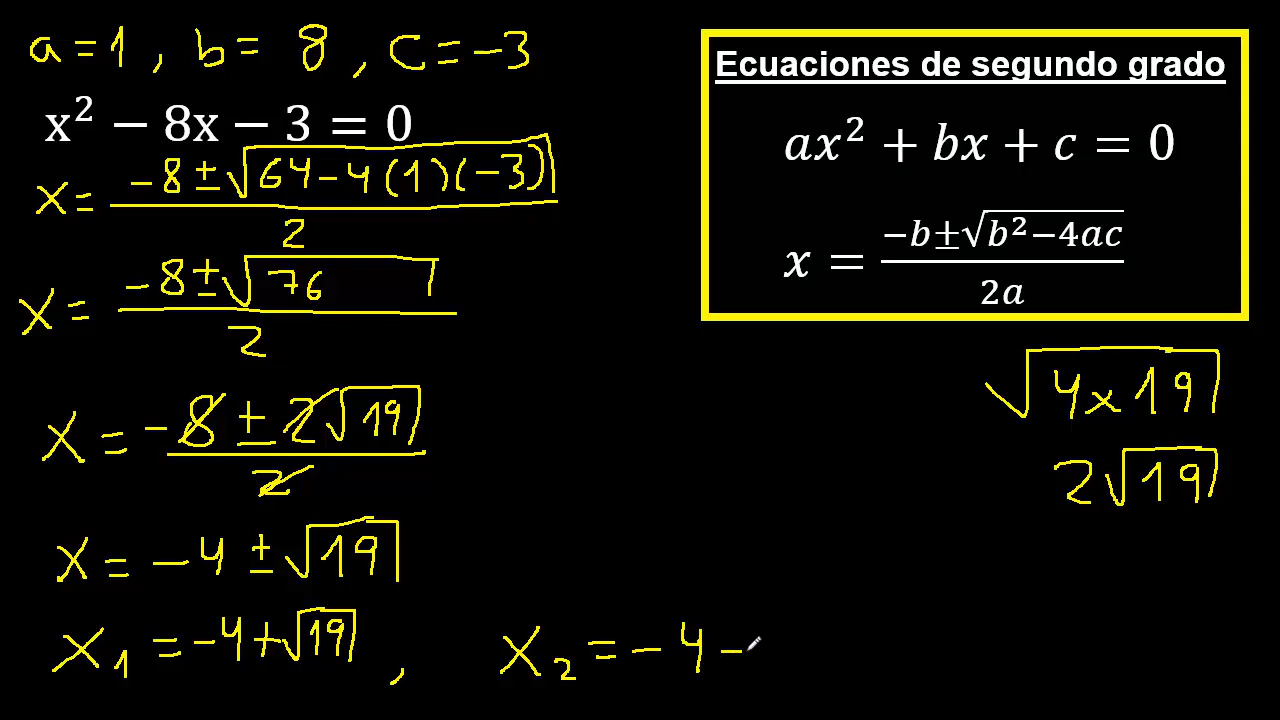 a = 1 , b = 8 , c = -3
x² − 8x − 3 = 0
x = (-8 ± √(64 - 4(1)(-3))) / 2
x = (-8 ± √76) / 2
x = (-8 ± 2√19) / 2
x = -4 ± √19
x₁ = -4 + √19 , x₂ = -4 -
Ecuaciones de segundo grado
ax² + bx + c = 0
x = (−b ± √(b² − 4ac)) / 2a
√(4x19)
2√19